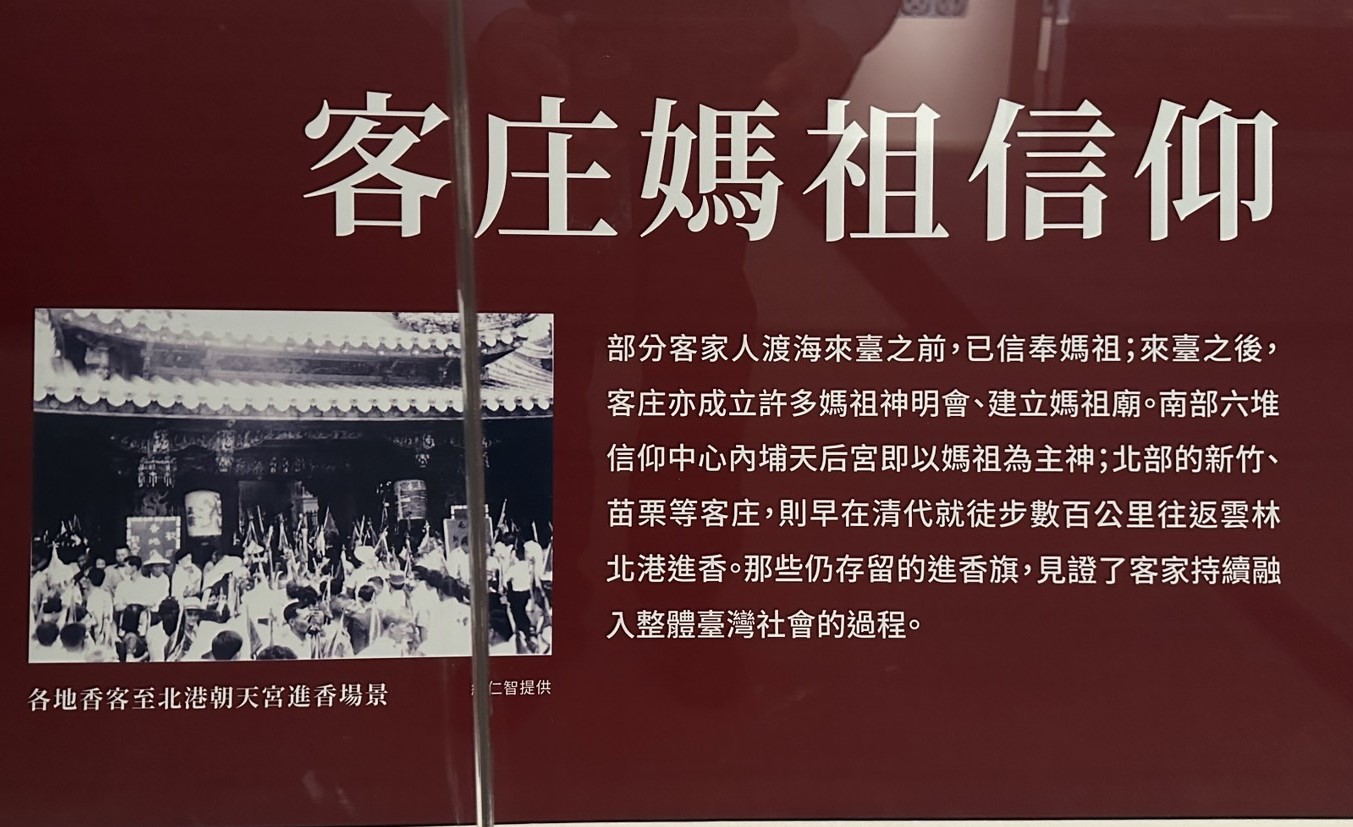 客庄媽祖信仰
部分客家人渡海來臺之前，已信奉媽祖；來臺之後，
客庄亦成立許多媽祖神明會、建立媽祖廟。南部六堆
信仰中心內埔天后宮即以媽祖為主神；北部的新竹、
苗栗等客庄，則早在清代就徒步數百公里往返雲林
北港進香。那些仍存留的進香旗，見證了客家持續融
入整體臺灣社會的過程。
各地香客至北港朝天宮進香場景
仁智提供